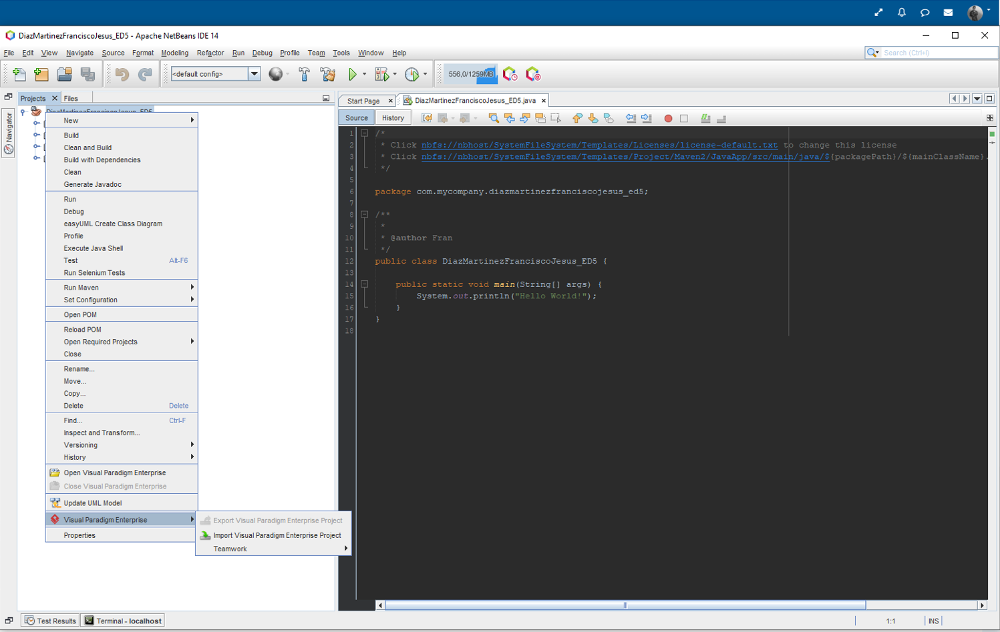 DiazMartinezFranciscoJesus_ED5 - Apache NetBeans IDE 14
File Edit View Navigate Source Format Modeling Refactor Run Debug Profile Team Tools Window Help
Search (Ctrl+I)
<default config>
556,0/1259MB
Projects Files
Start Page DiazMartinezFranciscoJesus_ED5.java
Navigator
DiazMartinezFranciscoJesus_ED5
Source History
New
Build
Clean and Build
Build with Dependencies
Clean
Generate Javadoc
Run
Debug
easyUML Create Class Diagram
Profile
Execute Java Shell
Test Alt-F6
Run Selenium Tests
Run Maven
Set Configuration
Open POM
Reload POM
Open Required Projects
Close
Rename...
Move...
Copy...
Delete Delete
Find... Ctrl-F
Inspect and Transform...
Versioning
History
Open Visual Paradigm Enterprise
Close Visual Paradigm Enterprise
Update UML Model
Visual Paradigm Enterprise
Properties
Export Visual Paradigm Enterprise Project
Import Visual Paradigm Enterprise Project
Teamwork
1 /*
2 * Click nbfs://nbhost/SystemFileSystem/Templates/Licenses/license-default.txt to change this license
3 * Click nbfs://nbhost/SystemFileSystem/Templates/Project/Maven2/JavaApp/src/main/java/${packagePath}/${mainClassName}.
4 */
5
6 package com.mycompany.diazmartinezfranciscojesus_ed5;
7
8 /**
9 *
10 * @author Fran
11 */
12 public class DiazMartinezFranciscoJesus_ED5 {
13
14 public static void main(String[] args) {
15 System.out.println("Hello World!");
16 }
17 }
18
Test Results Terminal - localhost
1:1 INS